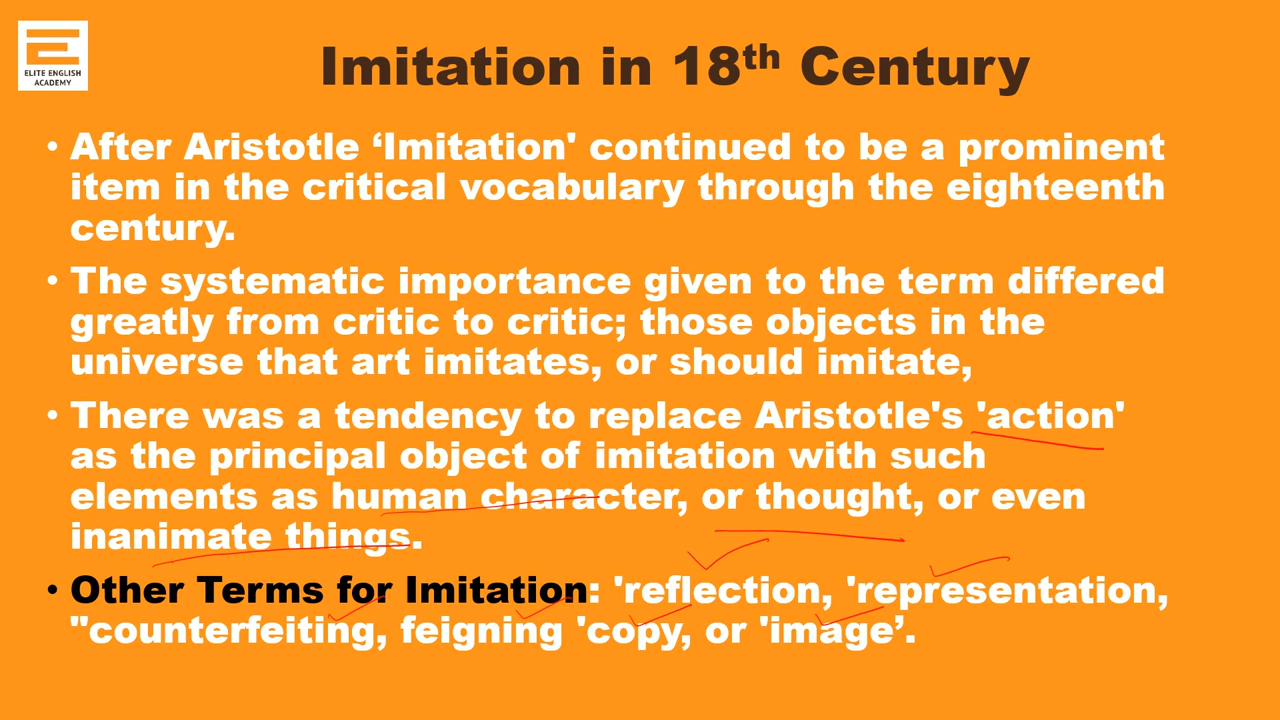 ELITE ENGLISH
ACADEMY
Imitation in 18th Century
• After Aristotle ‘Imitation' continued to be a prominent
item in the critical vocabulary through the eighteenth
century.
• The systematic importance given to the term differed
greatly from critic to critic; those objects in the
universe that art imitates, or should imitate,
• There was a tendency to replace Aristotle's 'action'
as the principal object of imitation with such
elements as human character, or thought, or even
inanimate things.
• Other Terms for Imitation: 'reflection, 'representation,
"counterfeiting, feigning 'copy, or 'image’.